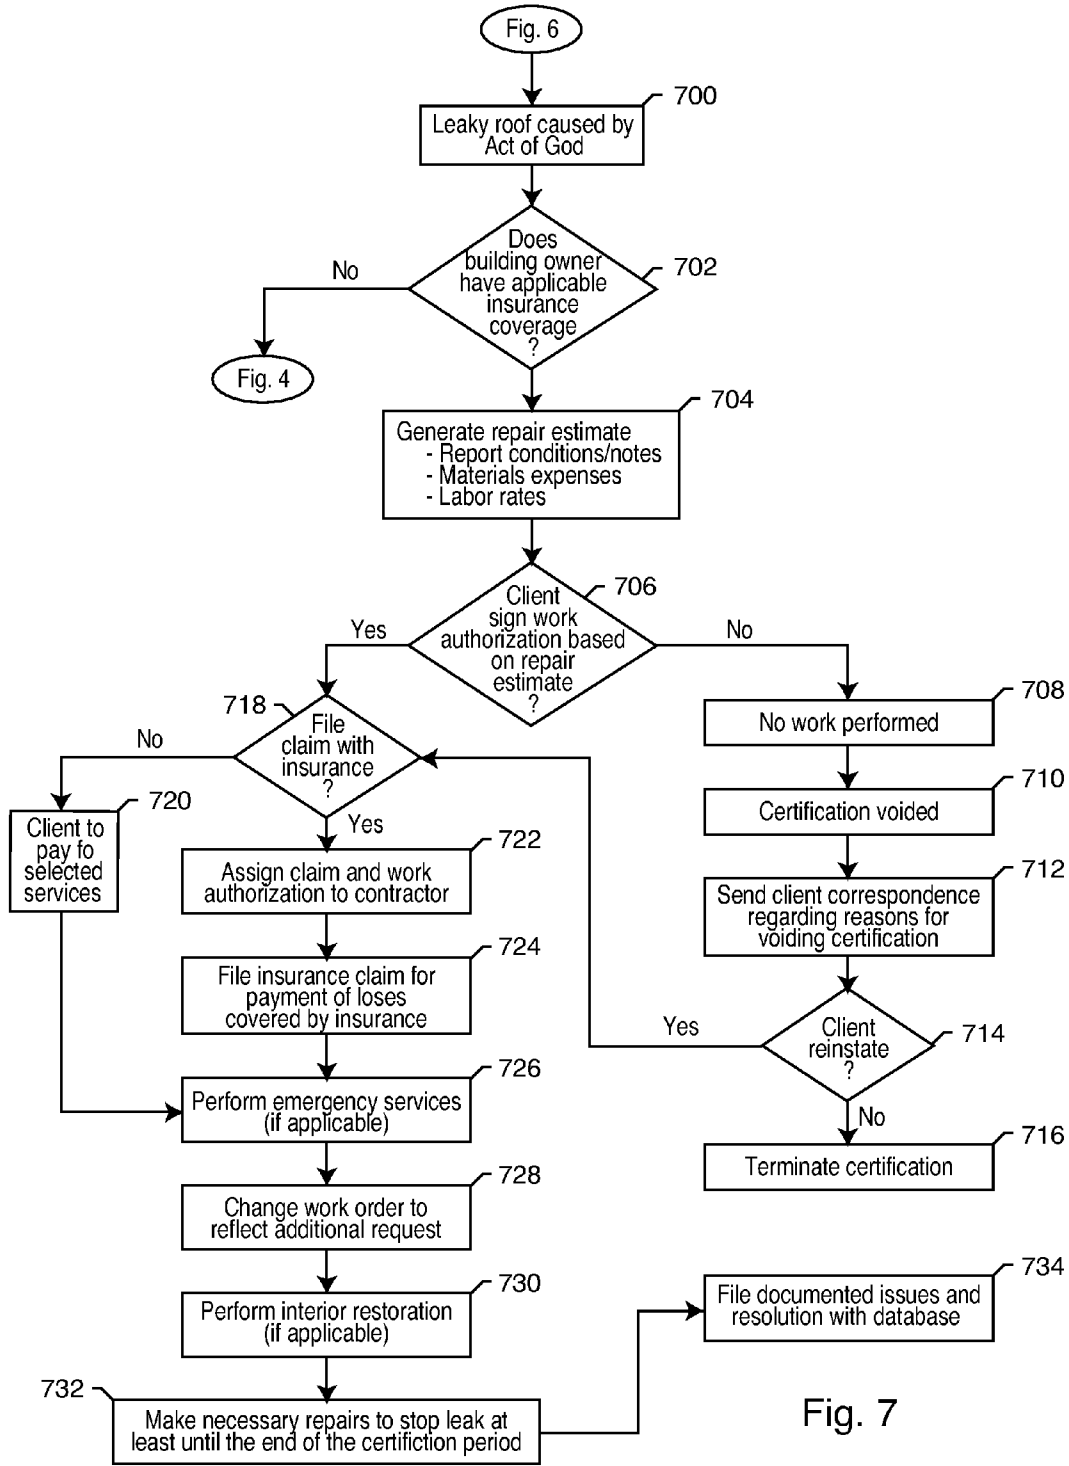 Fig. 6
700
Leaky roof caused by
Act of God
702
Does
building owner
have applicable
insurance
coverage
?
No
Fig. 4
704
Generate repair estimate
- Report conditions/notes
- Materials expenses
- Labor rates
706
Client
sign work
authorization based
on repair
estimate
?
Yes
No
708
No work performed
710
Certification voided
712
Send client correspondence
regarding reasons for
voiding certification
714
Client
reinstate
?
Yes
No
716
Terminate certification
718
File
claim with
insurance
?
No
Yes
720
Client to
pay fo
selected
services
722
Assign claim and work
authorization to contractor
724
File insurance claim for
payment of loses
covered by insurance
726
Perform emergency services
(if applicable)
728
Change work order to
reflect additional request
730
Perform interior restoration
(if applicable)
732
Make necessary repairs to stop leak at
least until the end of the certifiction period
734
File documented issues and
resolution with database
Fig. 7